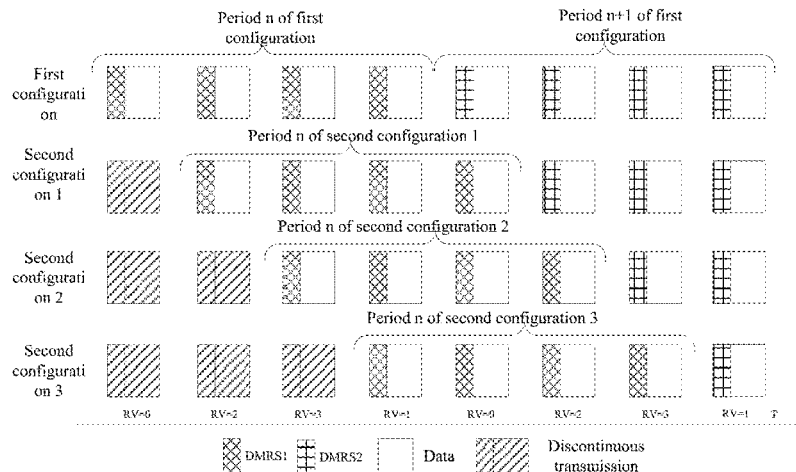 Period n of first
configuration
Period n+1 of first
configuration
First
configurati
on
Period n of second configuration 1
Second
configurati
on 1
Period n of second configuration 2
Second
configurati
on 2
Period n of second configuration 3
Second
configurati
on 3
RV=0 RV=2 RV=3 RV=1 RV=0 RV=2 RV=3 RV=1 T
DMRS1 DMRS2 Data Discontinuous
transmission